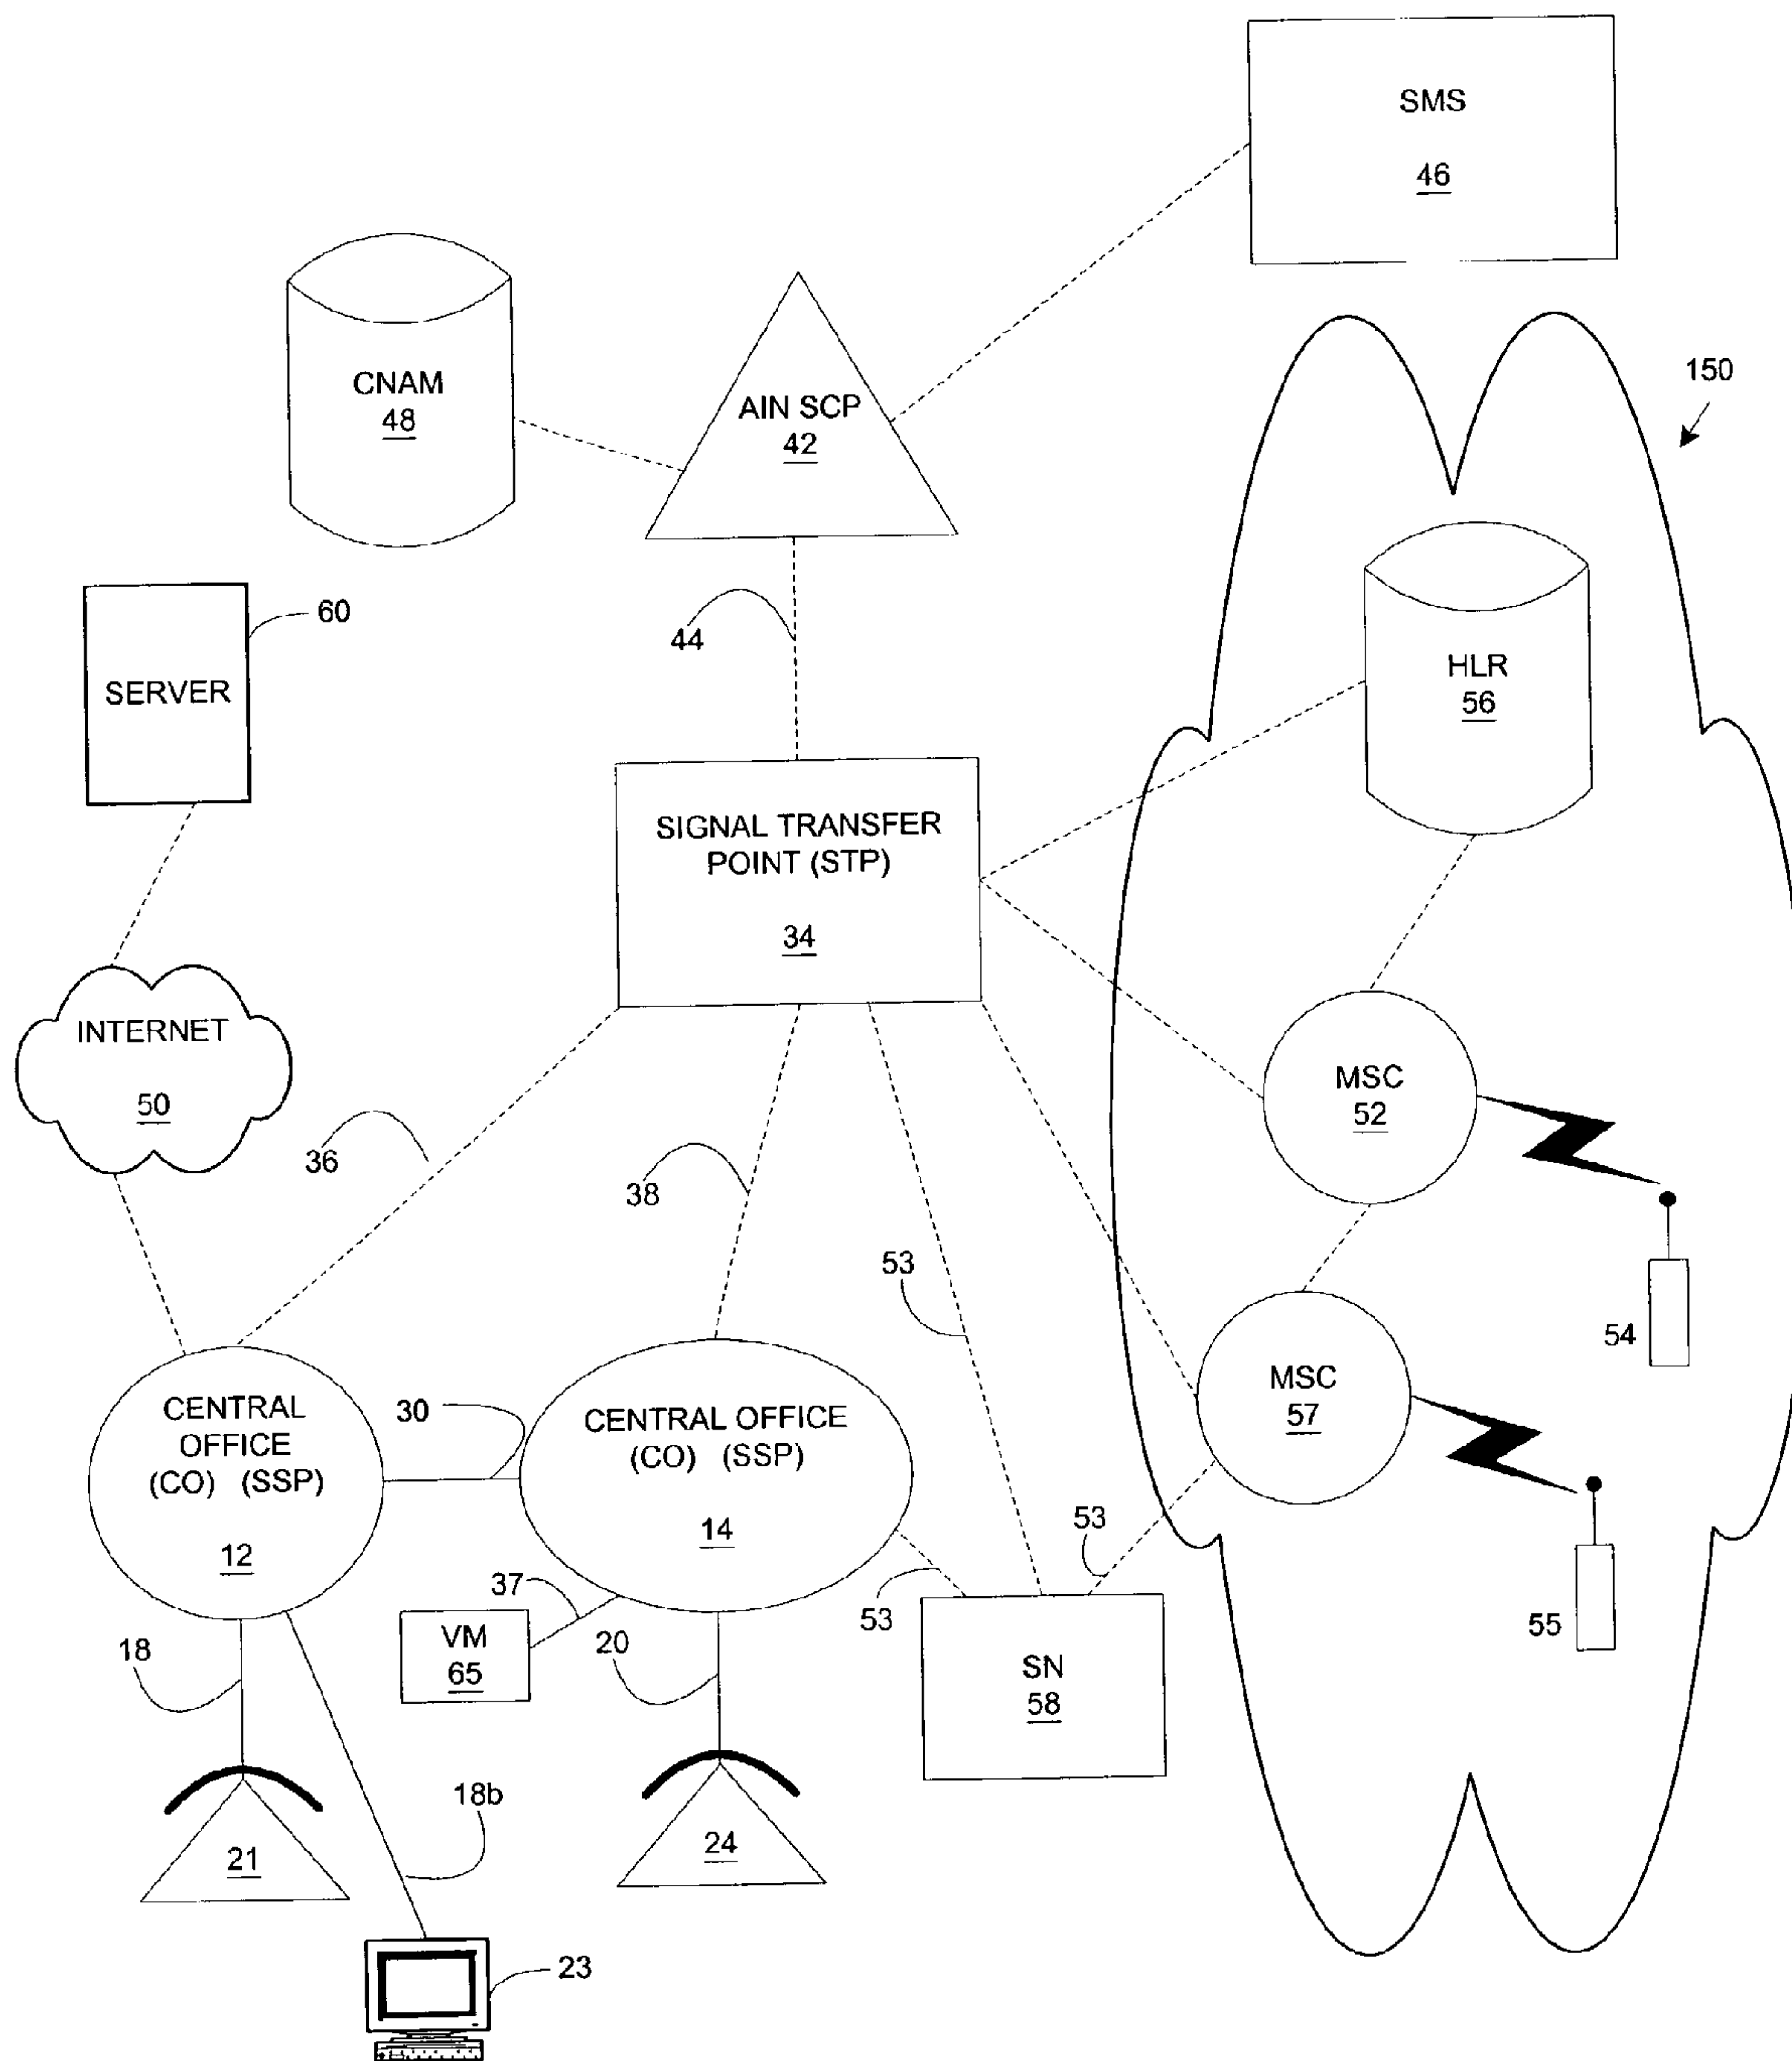 SMS
46
CNAM
48
AIN SCP
42
150
60
SERVER
44
HLR
56
SIGNAL TRANSFER
POINT (STP)
34
INTERNET
50
36
38
MSC
52
53
54
CENTRAL
OFFICE
(CO) (SSP)
12
30
CENTRAL OFFICE
(CO) (SSP)
14
MSC
57
53
53
37
VM
65
18
20
SN
58
55
18b
21
24
23